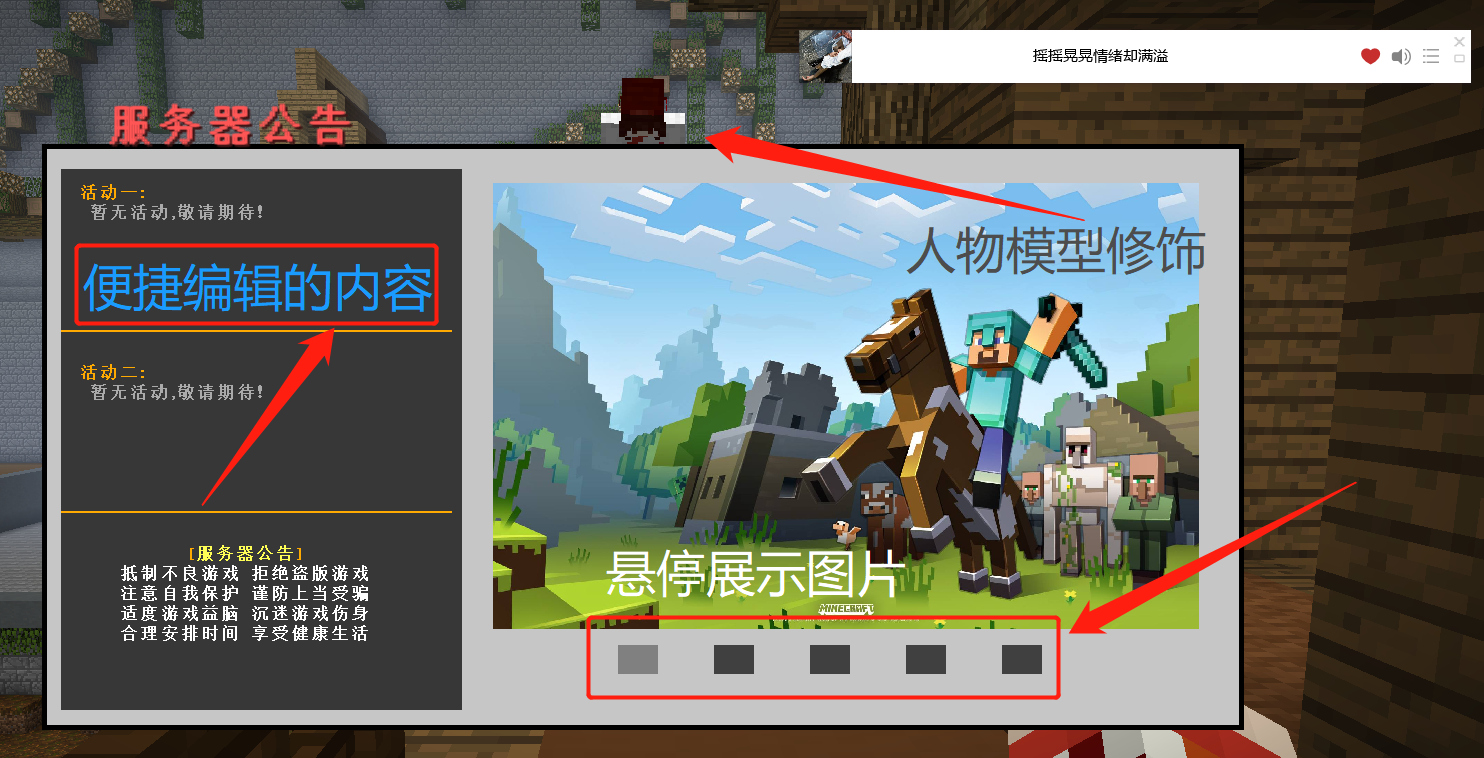 摇摇晃晃情绪却满溢
服务器公告
活动一:
暂无活动,敬请期待!
便捷编辑的内容
活动二:
暂无活动,敬请期待!
[服务器公告]
抵制不良游戏 拒绝盗版游戏
注意自我保护 谨防上当受骗
适度游戏益脑 沉迷游戏伤身
合理安排时间 享受健康生活
人物模型修饰
悬停展示图片
MINECRAFT